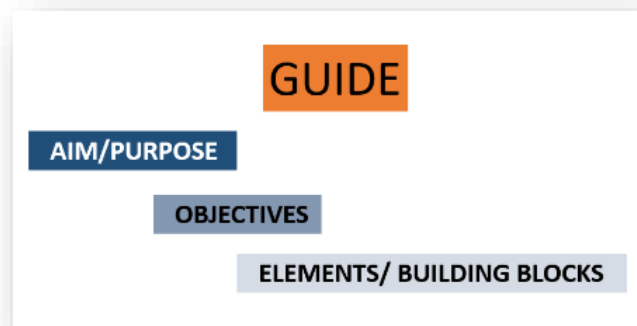 GUIDE
AIM/PURPOSE
OBJECTIVES
ELEMENTS/ BUILDING BLOCKS